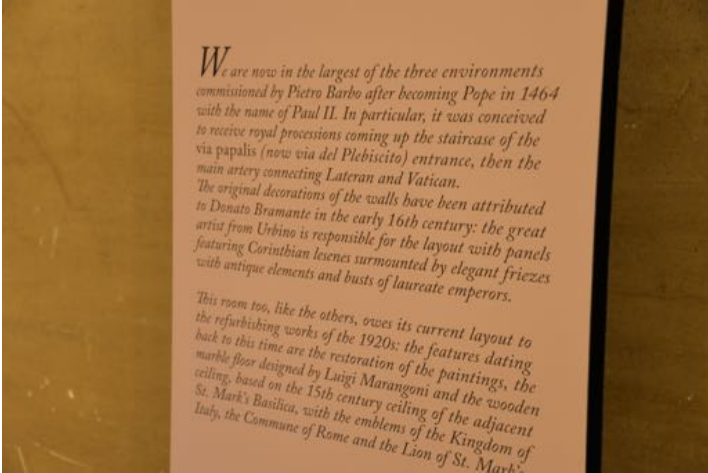 We are now in the largest of the three environments
commissioned by Pietro Barbo after becoming Pope in 1464
with the name of Paul II. In particular, it was conceived
to receive royal processions coming up the staircase of the
via papalis (now via del Plebiscito) entrance, then the
main artery connecting Lateran and Vatican.
The original decorations of the walls have been attributed
to Donato Bramante in the early 16th century: the great
artist from Urbino is responsible for the layout with panels
featuring Corinthian lesenes surmounted by elegant friezes
with antique elements and busts of laureate emperors.
This room too, like the others, owes its current layout to
the refurbishing works of the 1920s: the features dating
back to this time are the restoration of the paintings, the
marble floor designed by Luigi Marangoni and the wooden
ceiling, based on the 15th century ceiling of the adjacent
St. Mark's Basilica, with the emblems of the Kingdom of
Italy, the Commune of Rome and the Lion of St. Mark's